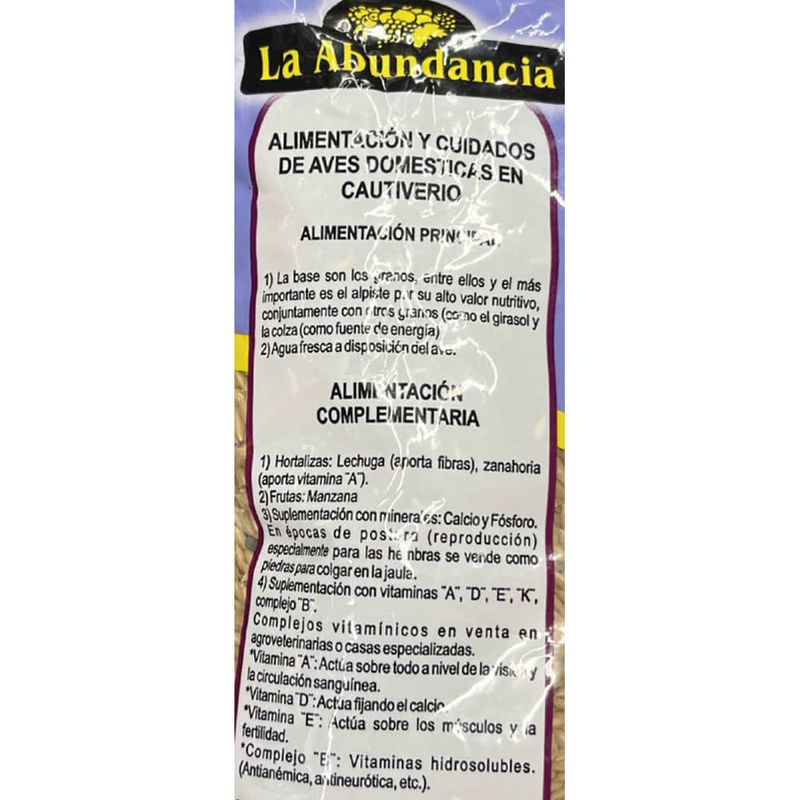 La Abundancia
ALIMENTACIÓN Y CUIDADOS
DE AVES DOMESTICAS EN
CAUTIVERIO
ALIMENTACIÓN PRINCIPAL
1) La base son los granos, entre ellos y el más
importante es el alpiste por su alto valor nutritivo,
conjuntamente con otros granos (como el girasol y
la colza (como fuente de energía)
2) Agua fresca a disposición del ave.
ALIMENTACIÓN
COMPLEMENTARIA
1) Hortalizas: Lechuga (aporta fibras), zanahoria
(aporta vitamina "A").
2) Frutas: Manzana
3) Suplementación con minerales: Calcio y Fósforo.
En épocas de postura (reproducción)
especialmente para las hembras se vende como
piedras para colgar en la jaula.
4) Suplementación con vitaminas "A", "D", "E", "K",
complejo "B".
Complejos vitamínicos en venta en
agroveterinarias o casas especializadas.
*Vitamina "A": Actúa sobre todo a nivel de la visión y
la circulación sanguínea.
*Vitamina "D": Actúa fijando el calcio.
*Vitamina "E": Actúa sobre los músculos y la
fertilidad.
*Complejo "B": Vitaminas hidrosolubles.
(Antianémica, antineurótica, etc.).